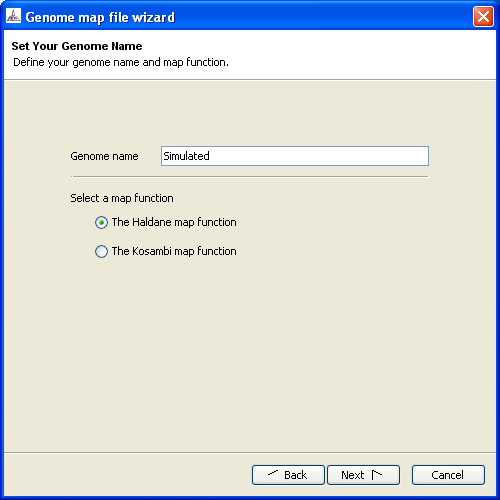 Genome map file wizard
Set Your Genome Name
Define your genome name and map function.
Genome name Simulated
Select a map function
The Haldane map function
The Kosambi map function
Back Next Cancel